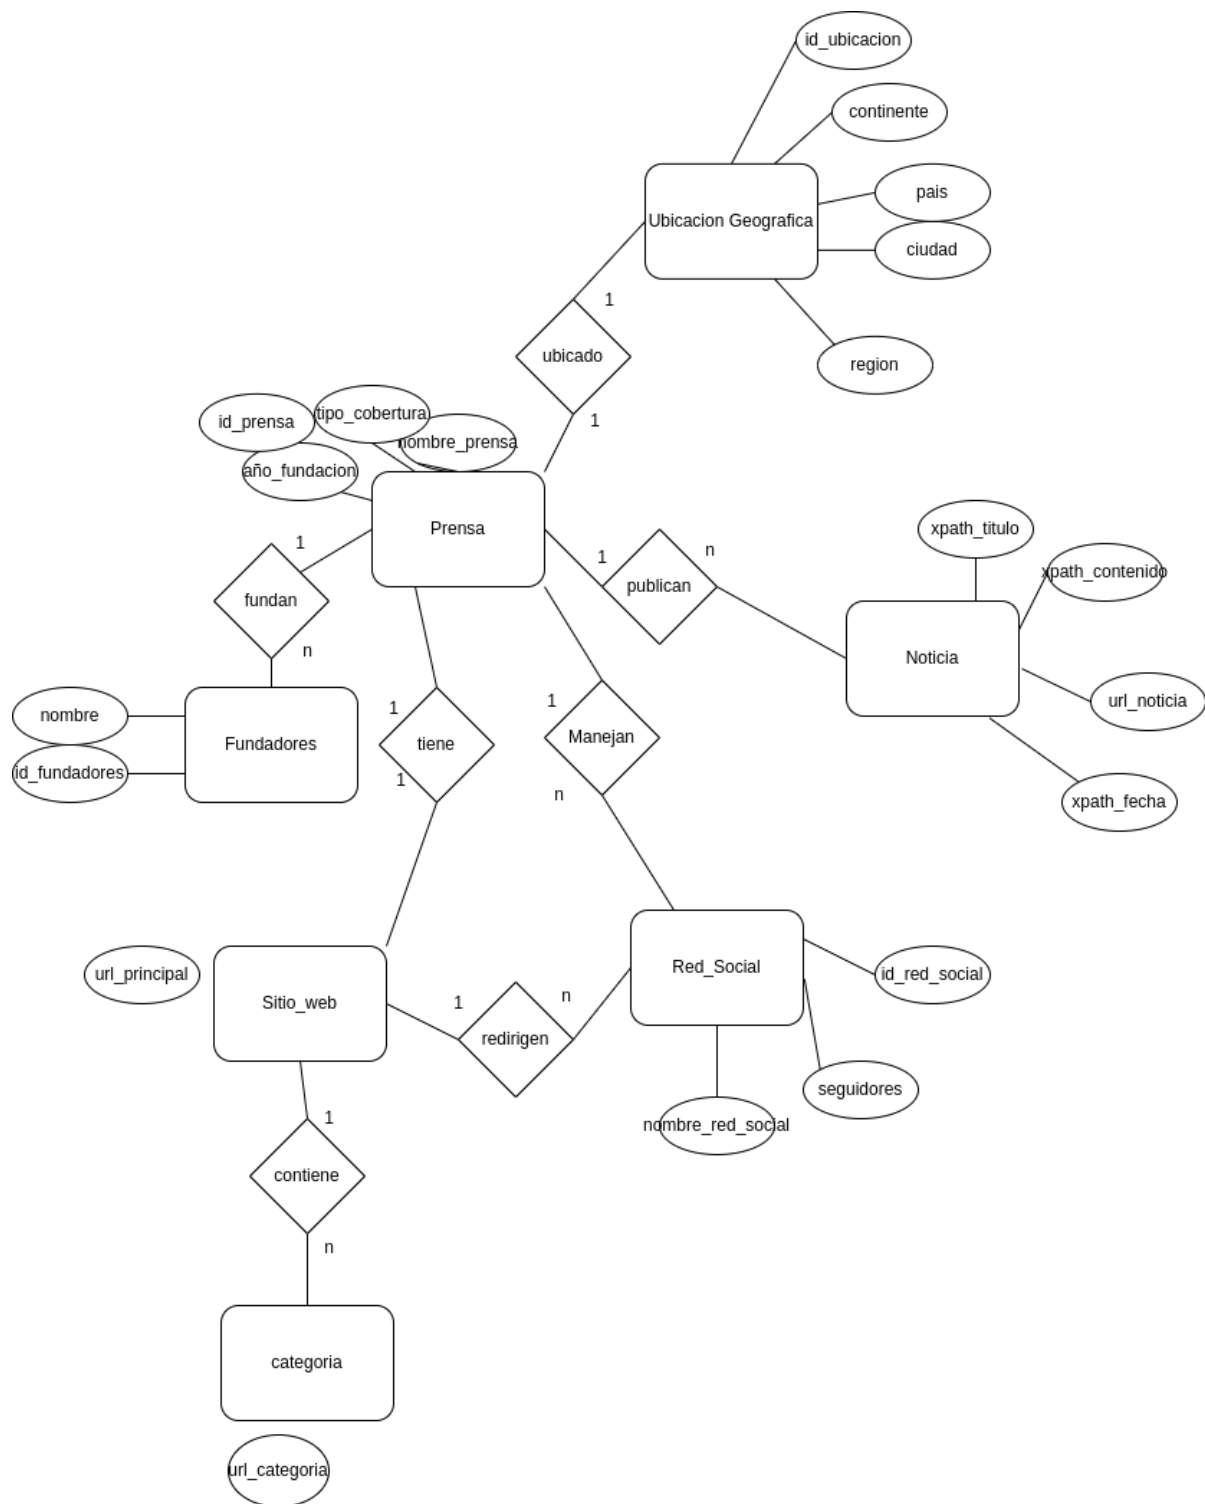 id_ubicacion
continente
pais
Ubicacion Geografica
ciudad
1
ubicado
region
1
tipo_cobertura
id_prensa
nombre_prensa
año_fundacion
Prensa
xpath_titulo
1
1
n
xpath_contenido
publican
fundan
n
Noticia
1
1
url_noticia
nombre
Manejan
tiene
Fundadores
id_fundadores
1
n
xpath_fecha
Red_Social
url_principal
id_red_social
Sitio_web
1
n
redirigen
seguidores
1
nombre_red_social
contiene
n
categoria
url_categoria